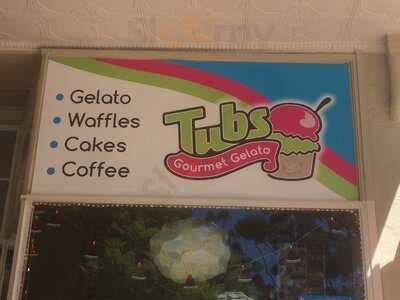 • Gelato
• Waffles
• Cakes
• Coffee
Tubs
Gourmet Gelato